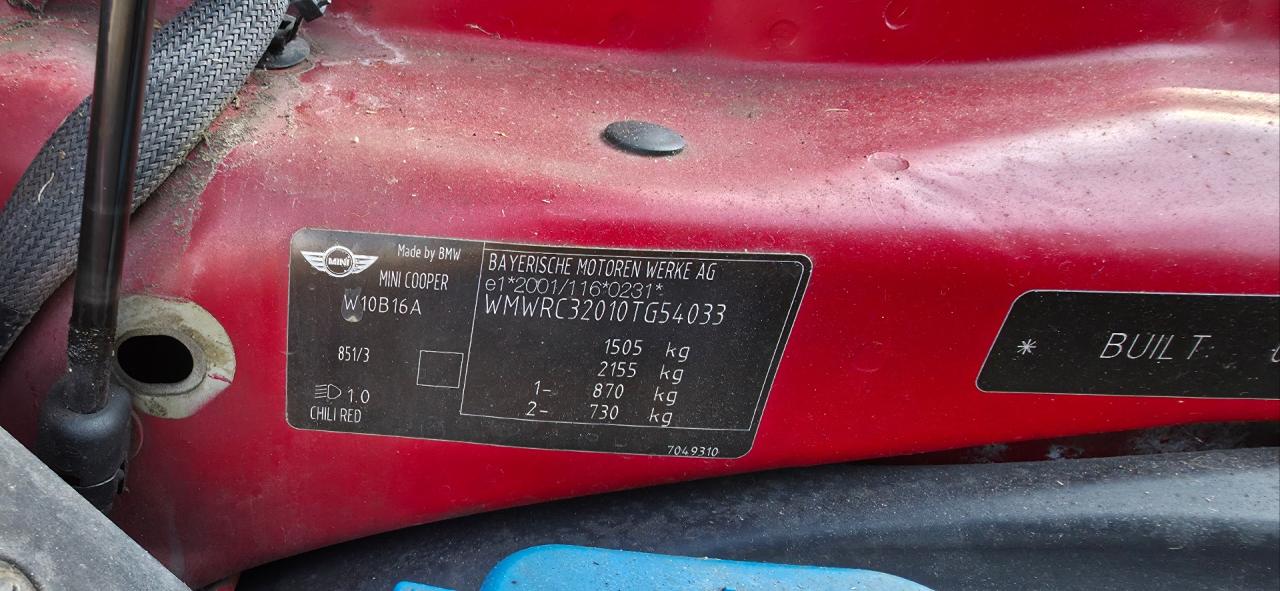 MINI
Made by BMW
MINI COOPER
W10B16A
851/3
1.0
CHILI RED
BAYERISCHE MOTOREN WERKE AG
e1*2001/116*0231*
WMWRC32010TG54033
1505 kg
2155 kg
1- 870 kg
2- 730 kg
7049310
* BUILT